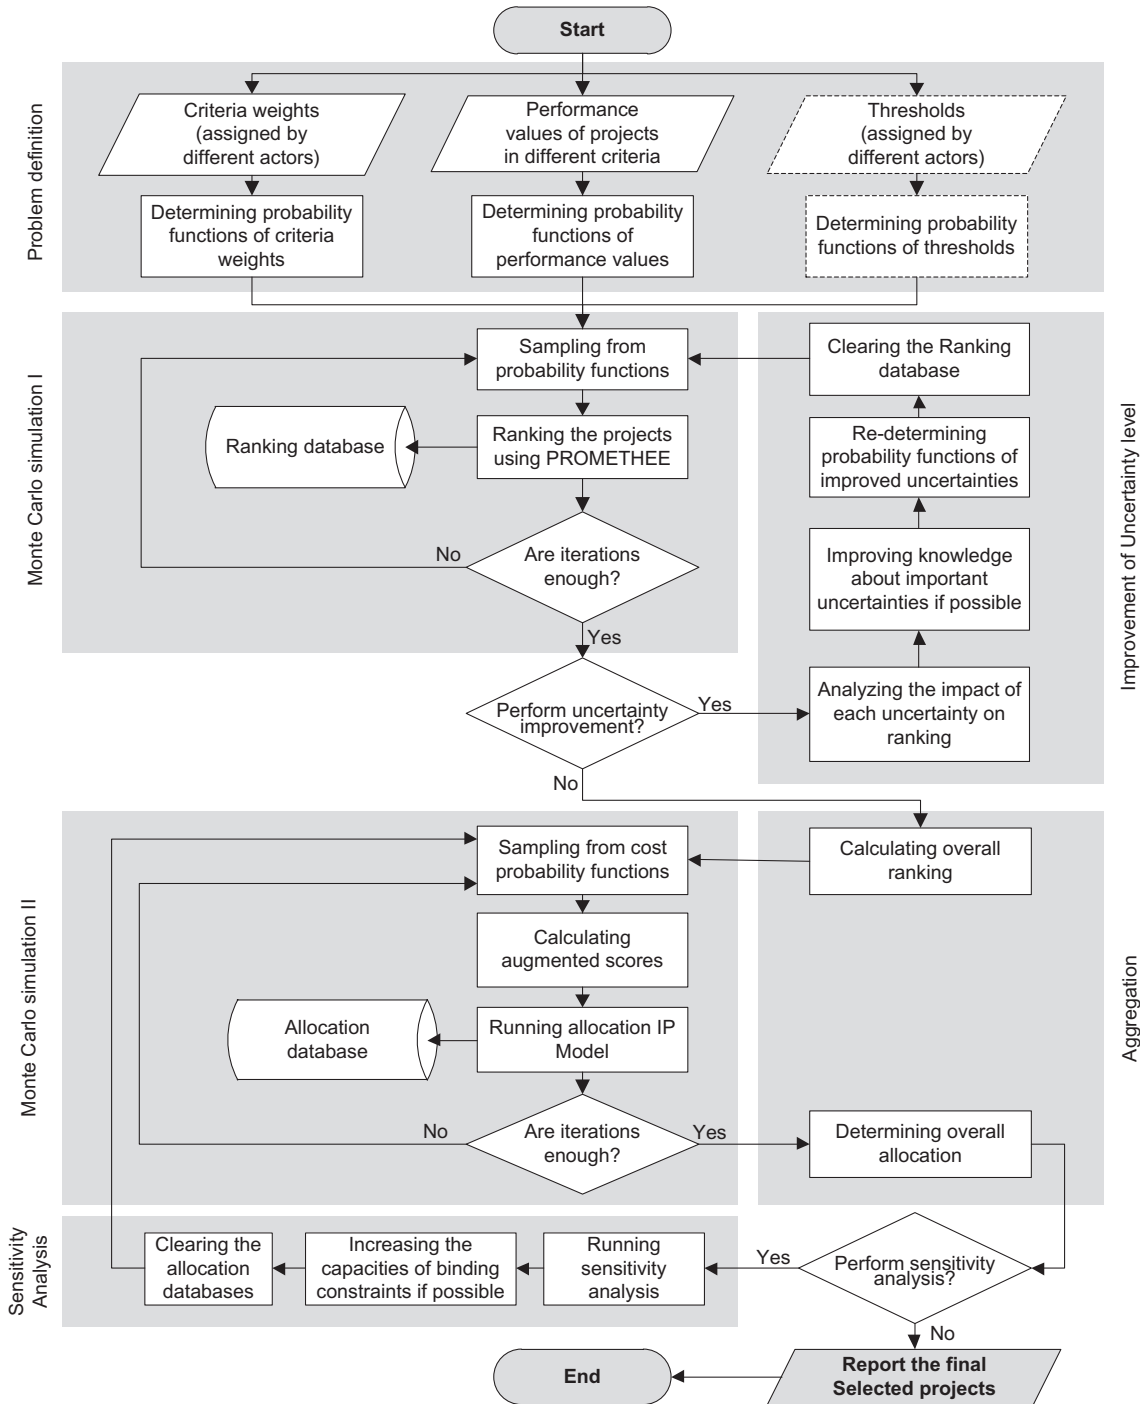 Start
Problem definition
Criteria weights
(assigned by
different actors)
Performance
values of projects
in different criteria
Thresholds
(assigned by
different actors)
Determining probability
functions of criteria
weights
Determining probability
functions of
performance values
Determining probability
functions of thresholds
Monte Carlo simulation I
Sampling from
probability functions
Ranking database
Ranking the projects
using PROMETHEE
No
Are iterations
enough?
Yes
Improvement of Uncertainty level
Clearing the Ranking
database
Re-determining
probability functions of
improved uncertainties
Improving knowledge
about important
uncertainties if possible
Analyzing the impact of
each uncertainty on
ranking
Perform uncertainty
improvement?
Yes
No
Monte Carlo simulation II
Sampling from cost
probability functions
Calculating overall
ranking
Calculating
augmented scores
Allocation
database
Running allocation IP
Model
Aggregation
No
Are iterations
enough?
Yes
Determining overall
allocation
Sensitivity
Analysis
Clearing the
allocation
databases
Increasing the
capacities of binding
constraints if possible
Running
sensitivity
analysis
Yes
Perform sensitivity
analysis?
No
End
Report the final
Selected projects